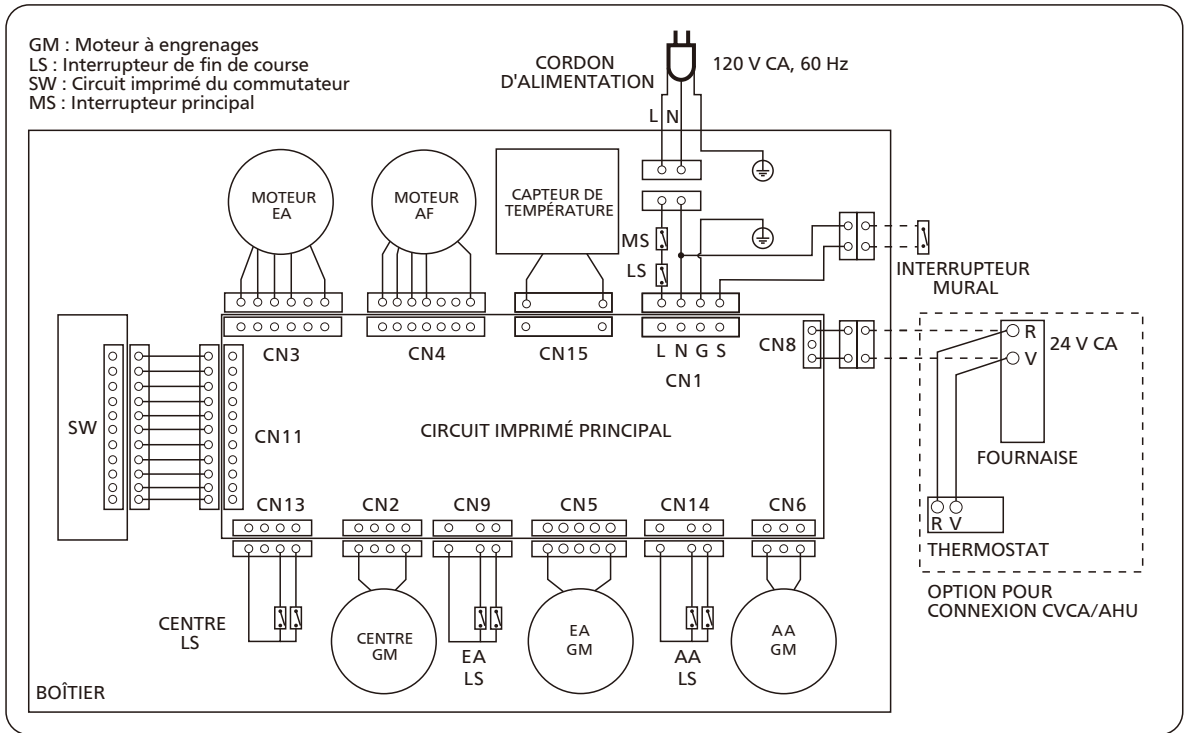 GM : Moteur à engrenages
LS : Interrupteur de fin de course
SW : Circuit imprimé du commutateur
MS : Interrupteur principal
CORDON
D'ALIMENTATION
120 V CA, 60 Hz
L N
MOTEUR
EA
MOTEUR
AF
CAPTEUR DE
TEMPÉRATURE
MS
LS
INTERRUPTEUR
MURAL
CN3
CN4
CN15
L N G S
CN1
CN8
R
V
24 V CA
FOURNAISE
SW
CN11
CIRCUIT IMPRIMÉ PRINCIPAL
R V
THERMOSTAT
OPTION POUR
CONNEXION CVCA/AHU
CN13
CN2
CN9
CN5
CN14
CN6
CENTRE
LS
CENTRE
GM
EA
LS
EA
GM
AA
LS
AA
GM
BOÎTIER